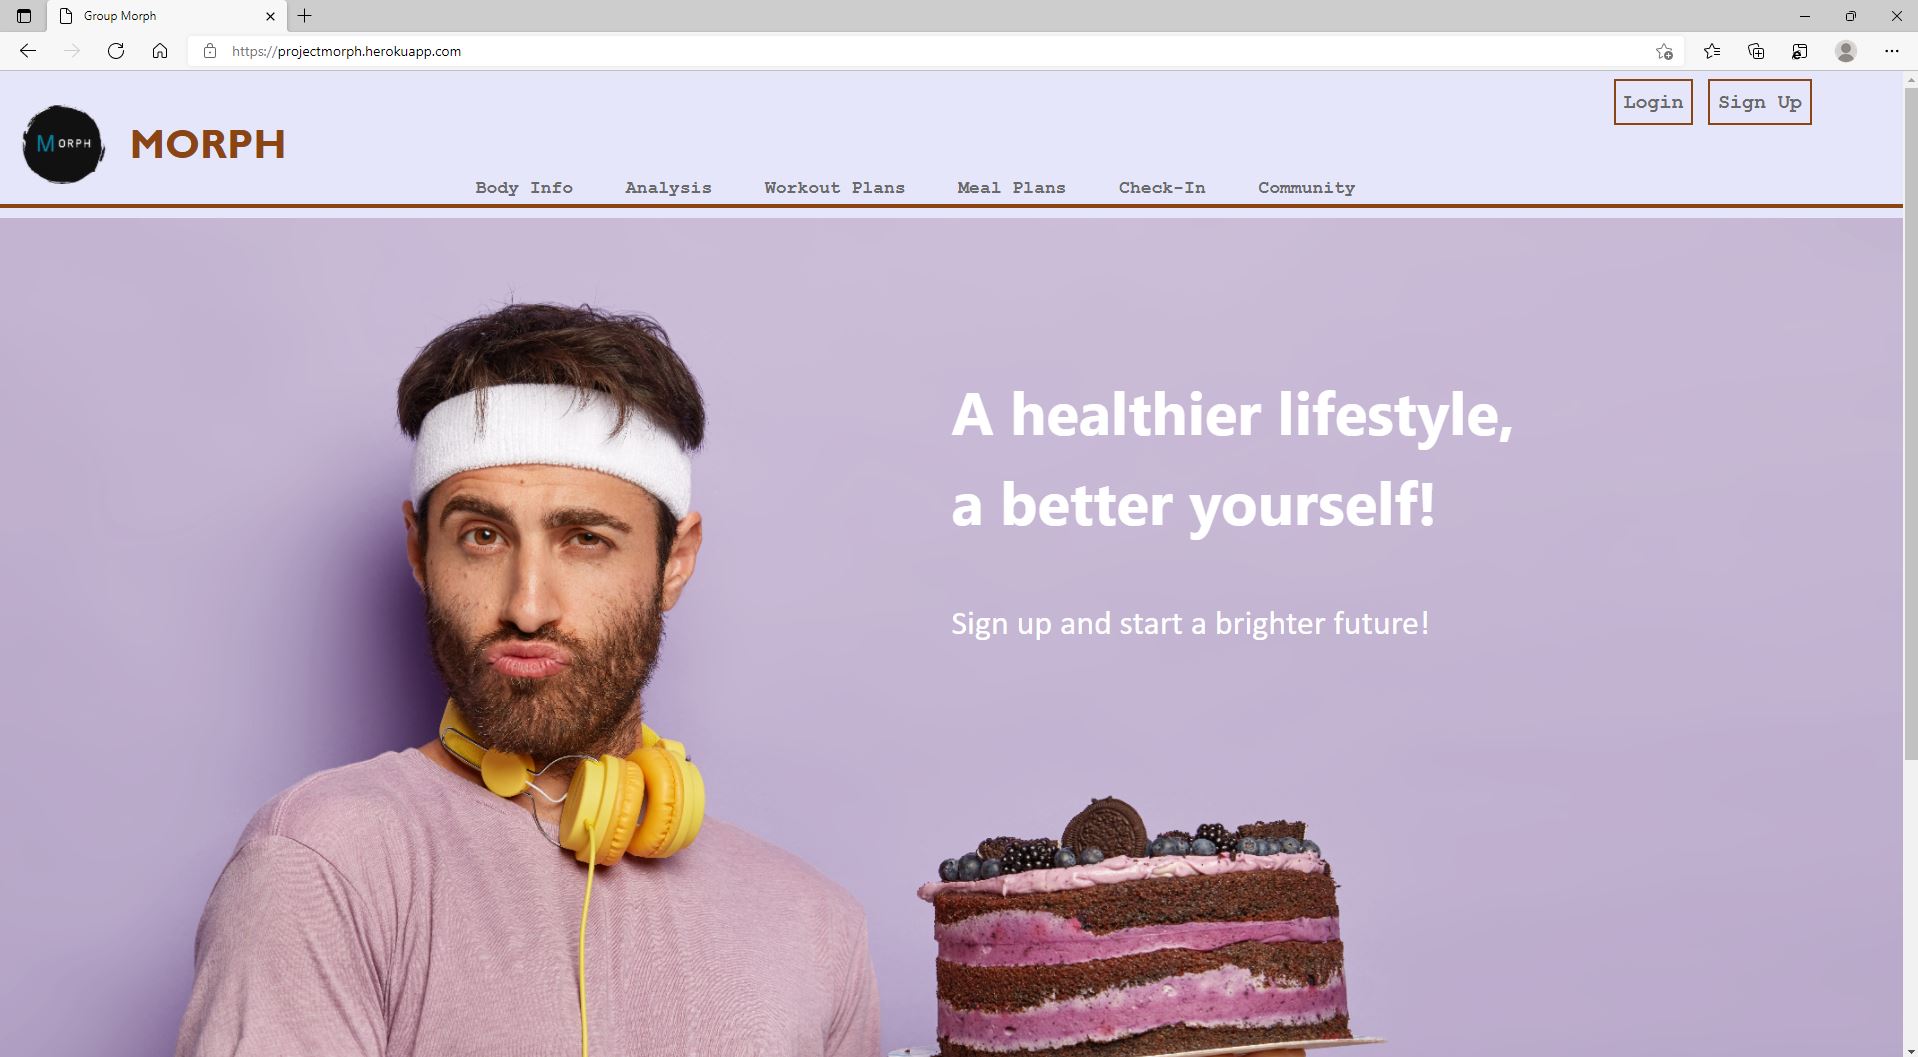 Group Morph
https://projectmorph.herokuapp.com
Login
Sign Up
MORPH
MORPH
Body Info
Analysis
Workout Plans
Meal Plans
Check-In
Community
A healthier lifestyle,
a better yourself!
Sign up and start a brighter future!